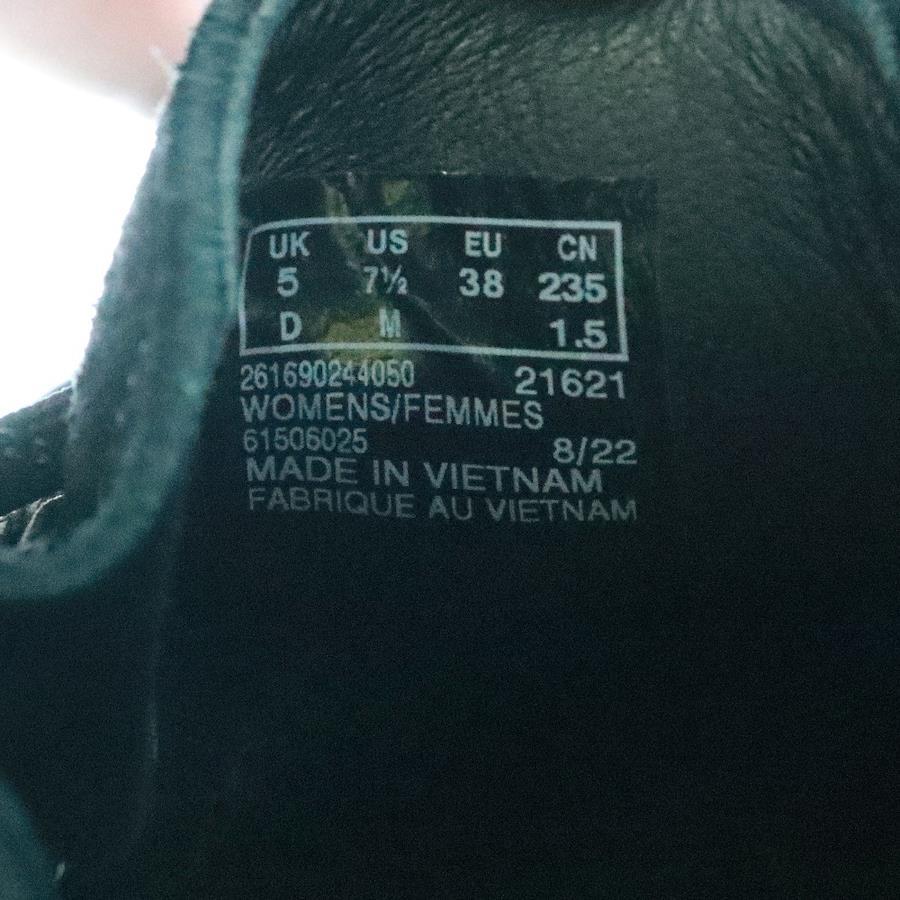 UK US EU CN
5 7½ 38 235
D M 1.5
261690244050 21621
WOMENS/FEMMES
61506025 8/22
MADE IN VIETNAM
FABRIQUE AU VIETNAM